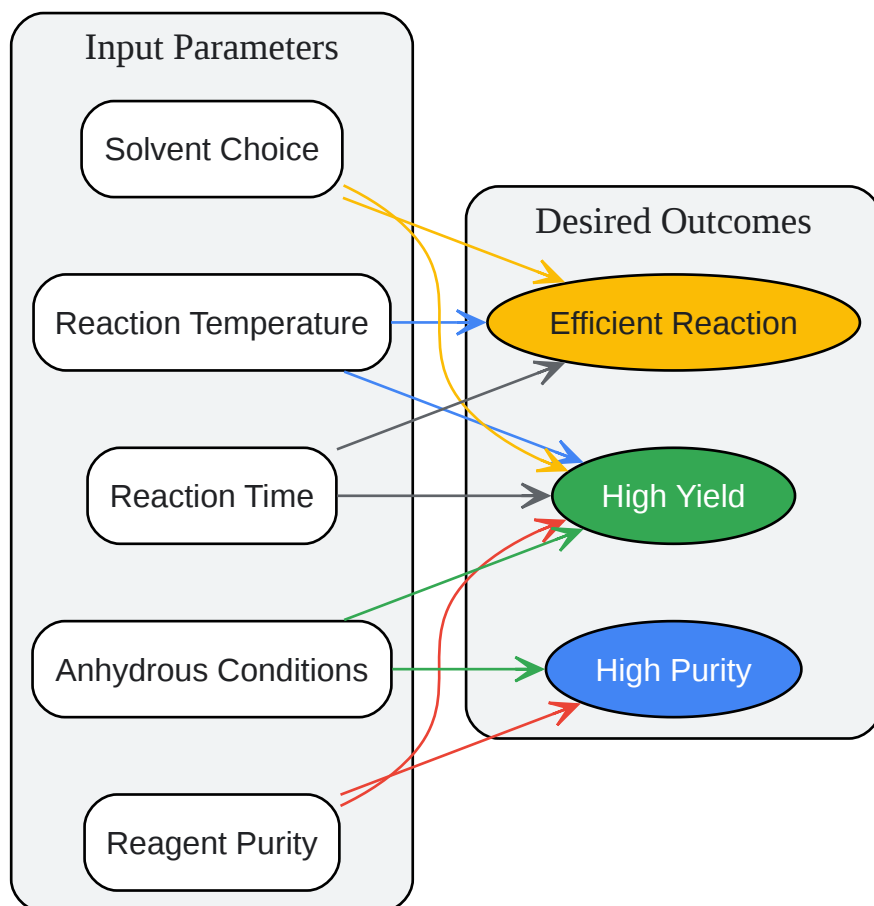 Input Parameters
Solvent Choice
Reaction Temperature
Reaction Time
Anhydrous Conditions
Reagent Purity
Desired Outcomes
Efficient Reaction
High Yield
High Purity